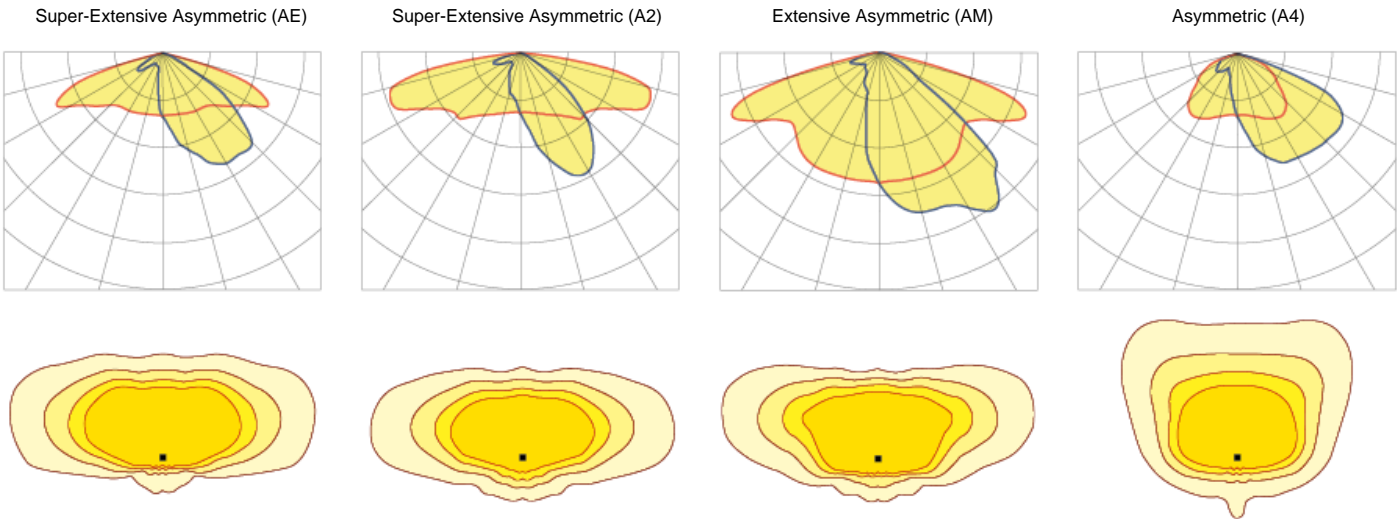 Super-Extensive Asymmetric (AE)
Super-Extensive Asymmetric (A2)
Extensive Asymmetric (AM)
Asymmetric (A4)